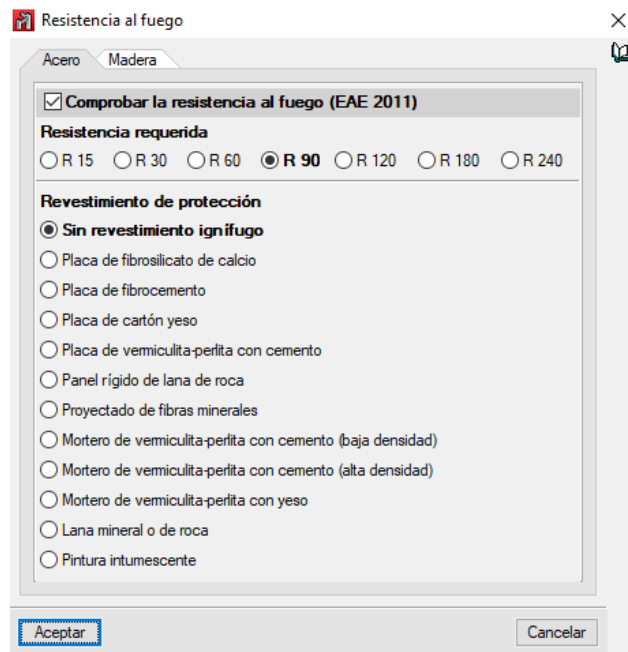 Resistencia al fuego
Acero Madera
Comprobar la resistencia al fuego (EAE 2011)
Resistencia requerida
R 15 R 30 R 60 R 90 R 120 R 180 R 240
Revestimiento de protección
Sin revestimiento ignífugo
Placa de fibrosilicato de calcio
Placa de fibrocemento
Placa de cartón yeso
Placa de vermiculita-perlita con cemento
Panel rígido de lana de roca
Proyectado de fibras minerales
Mortero de vermiculita-perlita con cemento (baja densidad)
Mortero de vermiculita-perlita con cemento (alta densidad)
Mortero de vermiculita-perlita con yeso
Lana mineral o de roca
Pintura intumescente
Aceptar Cancelar